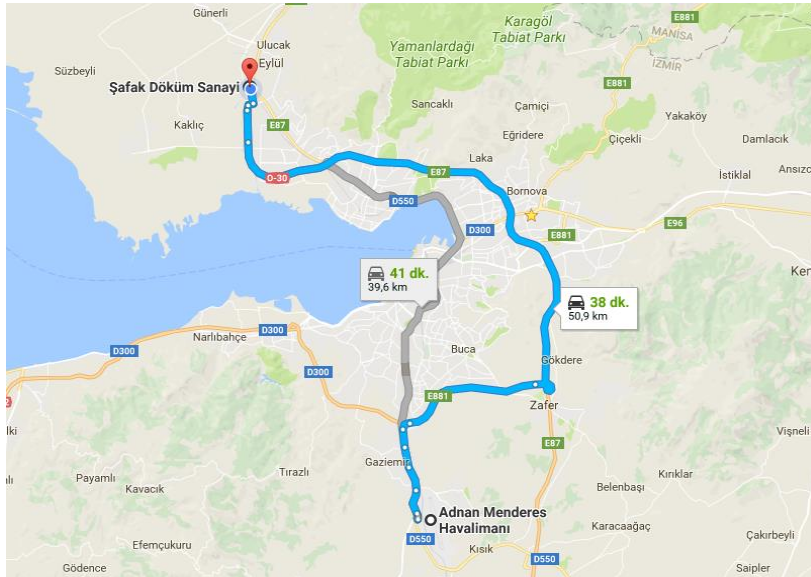 Günerli
Karagöl
Tabiat Parkı
E881
MANİSA
İZMİR
Ulucak
Eylül
Yamanlardağı
Tabiat Parkı
Süzbeyli
Şafak Döküm Sanayi
Sancaklı
Çamiçi
Yakaköy
Kaklıç
E87
Eğridere
Çiçekli
Damlacık
Laka
E87
O-30
İstiklal
Ansızc
Bornova
D550
D300
E881
E96
41 dk.
39,6 km
Ken
38 dk.
50,9 km
D300
Narlıbahçe
D300
D300
Buca
Gökdere
E881
Zafer
Vişneli
E87
Gaziemir
Tırazlı
Payamlı
Kavacık
Kırıklar
Belenbaşı
Adnan Menderes
Havalimanı
Karacaağaç
D550
Efemçukuru
Kısık
D550
Çakırbeyli
Gödence
Saipler